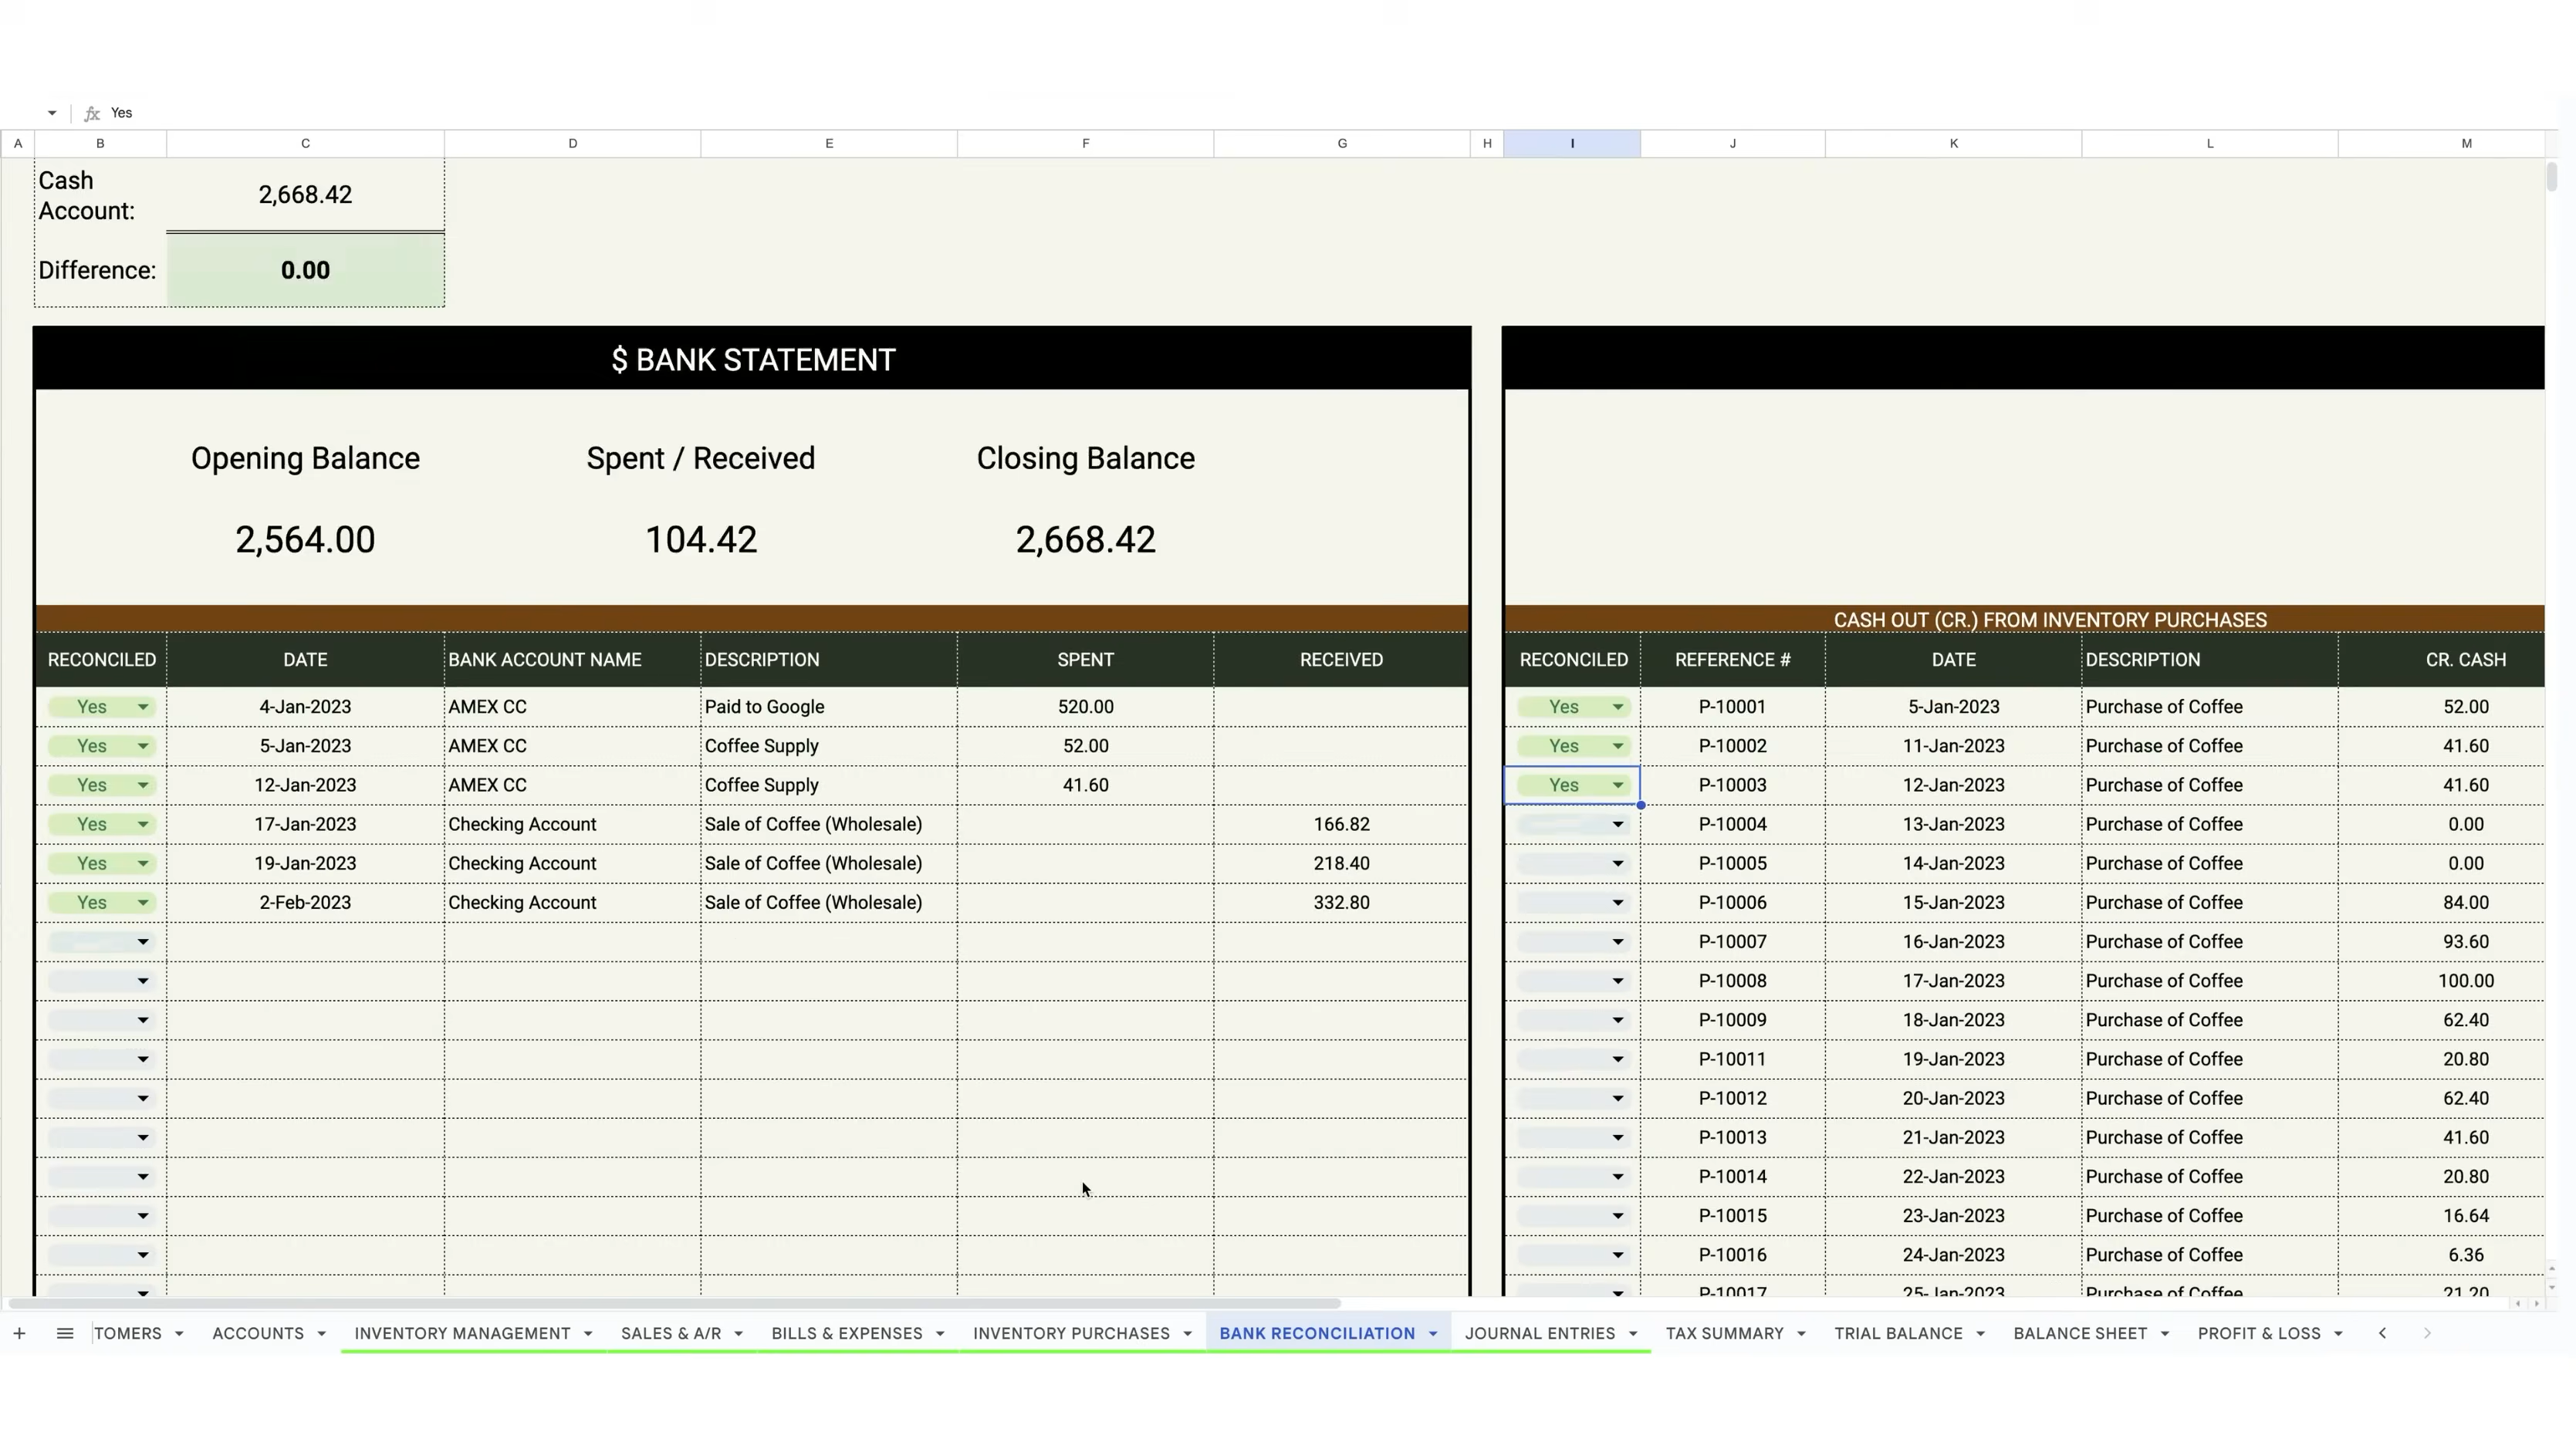 fx Yes
A B C D E F G H I J K L M
Cash
Account: 2,668.42
Difference: 0.00
$ BANK STATEMENT
Opening Balance Spent / Received Closing Balance
2,564.00 104.42 2,668.42
CASH OUT (CR.) FROM INVENTORY PURCHASES
RECONCILED DATE BANK ACCOUNT NAME DESCRIPTION SPENT RECEIVED RECONCILED REFERENCE # DATE DESCRIPTION CR. CASH
Yes 4-Jan-2023 AMEX CC Paid to Google 520.00 Yes P-10001 5-Jan-2023 Purchase of Coffee 52.00
Yes 5-Jan-2023 AMEX CC Coffee Supply 52.00 Yes P-10002 11-Jan-2023 Purchase of Coffee 41.60
Yes 12-Jan-2023 AMEX CC Coffee Supply 41.60 Yes P-10003 12-Jan-2023 Purchase of Coffee 41.60
Yes 17-Jan-2023 Checking Account Sale of Coffee (Wholesale) 166.82 P-10004 13-Jan-2023 Purchase of Coffee 0.00
Yes 19-Jan-2023 Checking Account Sale of Coffee (Wholesale) 218.40 P-10005 14-Jan-2023 Purchase of Coffee 0.00
Yes 2-Feb-2023 Checking Account Sale of Coffee (Wholesale) 332.80 P-10006 15-Jan-2023 Purchase of Coffee 84.00
P-10007 16-Jan-2023 Purchase of Coffee 93.60
P-10008 17-Jan-2023 Purchase of Coffee 100.00
P-10009 18-Jan-2023 Purchase of Coffee 62.40
P-10011 19-Jan-2023 Purchase of Coffee 20.80
P-10012 20-Jan-2023 Purchase of Coffee 62.40
P-10013 21-Jan-2023 Purchase of Coffee 41.60
P-10014 22-Jan-2023 Purchase of Coffee 20.80
P-10015 23-Jan-2023 Purchase of Coffee 16.64
P-10016 24-Jan-2023 Purchase of Coffee 6.36
P-10017 25-Jan-2023 Purchase of Coffee 21.20
TOMERS ACCOUNTS INVENTORY MANAGEMENT SALES & A/R BILLS & EXPENSES INVENTORY PURCHASES BANK RECONCILIATION JOURNAL ENTRIES TAX SUMMARY TRIAL BALANCE BALANCE SHEET PROFIT & LOSS